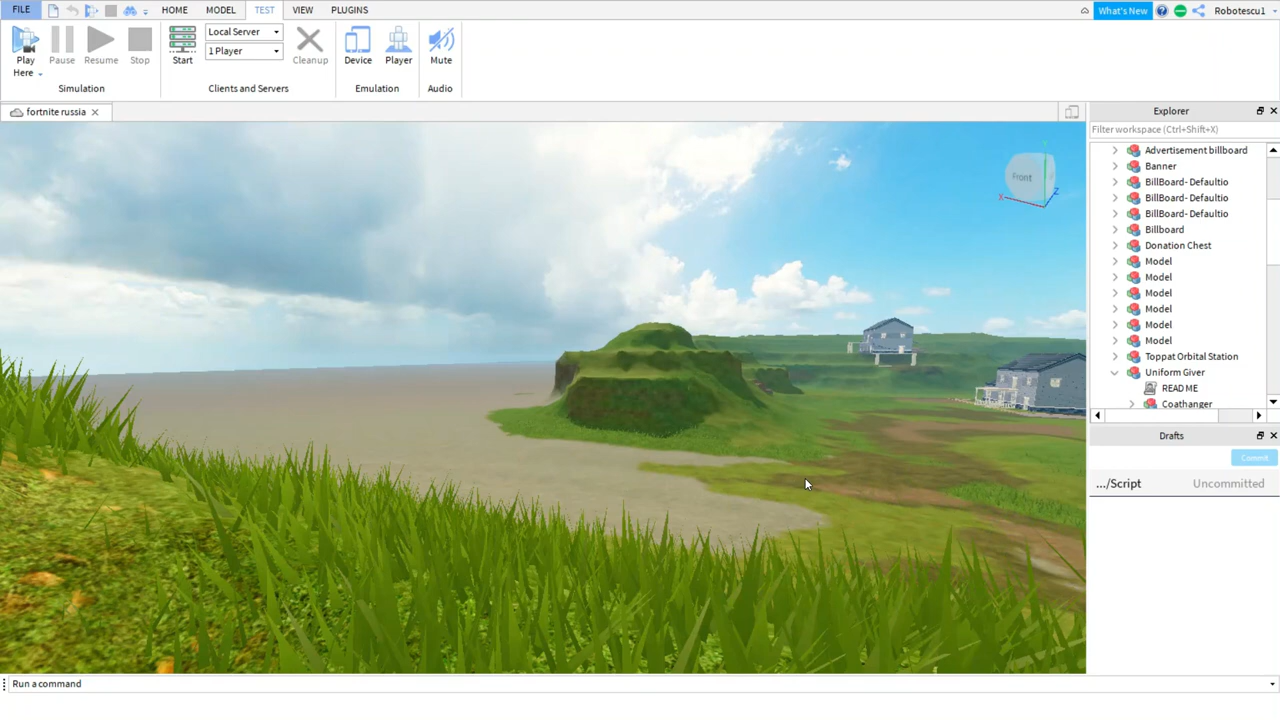 FILE HOME MODEL TEST VIEW PLUGINS What's New Robotescu1
Play Here
Pause
Resume
Stop
Simulation
Start
Local Server
1 Player
Cleanup
Clients and Servers
Device
Player
Emulation
Mute
Audio
fortnite russia
Front
X
Y
Z
Explorer
Filter workspace (Ctrl+Shift+X)
Advertisement billboard
Banner
BillBoard- Defaultio
BillBoard- Defaultio
BillBoard- Defaultio
Billboard
Donation Chest
Model
Model
Model
Model
Model
Model
Toppat Orbital Station
Uniform Giver
READ ME
Coathanger
Drafts
Commit
.../Script Uncommitted
Run a command